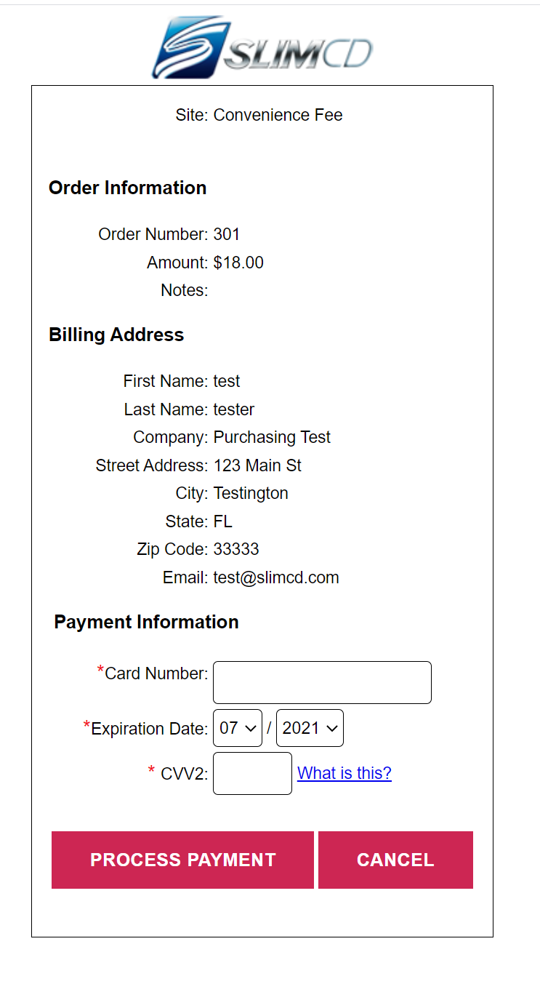 SLIMCD
Site: Convenience Fee
Order Information
Order Number: 301
Amount: $18.00
Notes:
Billing Address
First Name: test
Last Name: tester
Company: Purchasing Test
Street Address: 123 Main St
City: Testington
State: FL
Zip Code: 33333
Email: test@slimcd.com
Payment Information
*Card Number:
*Expiration Date: 07 / 2021
* CVV2: What is this?
PROCESS PAYMENT CANCEL